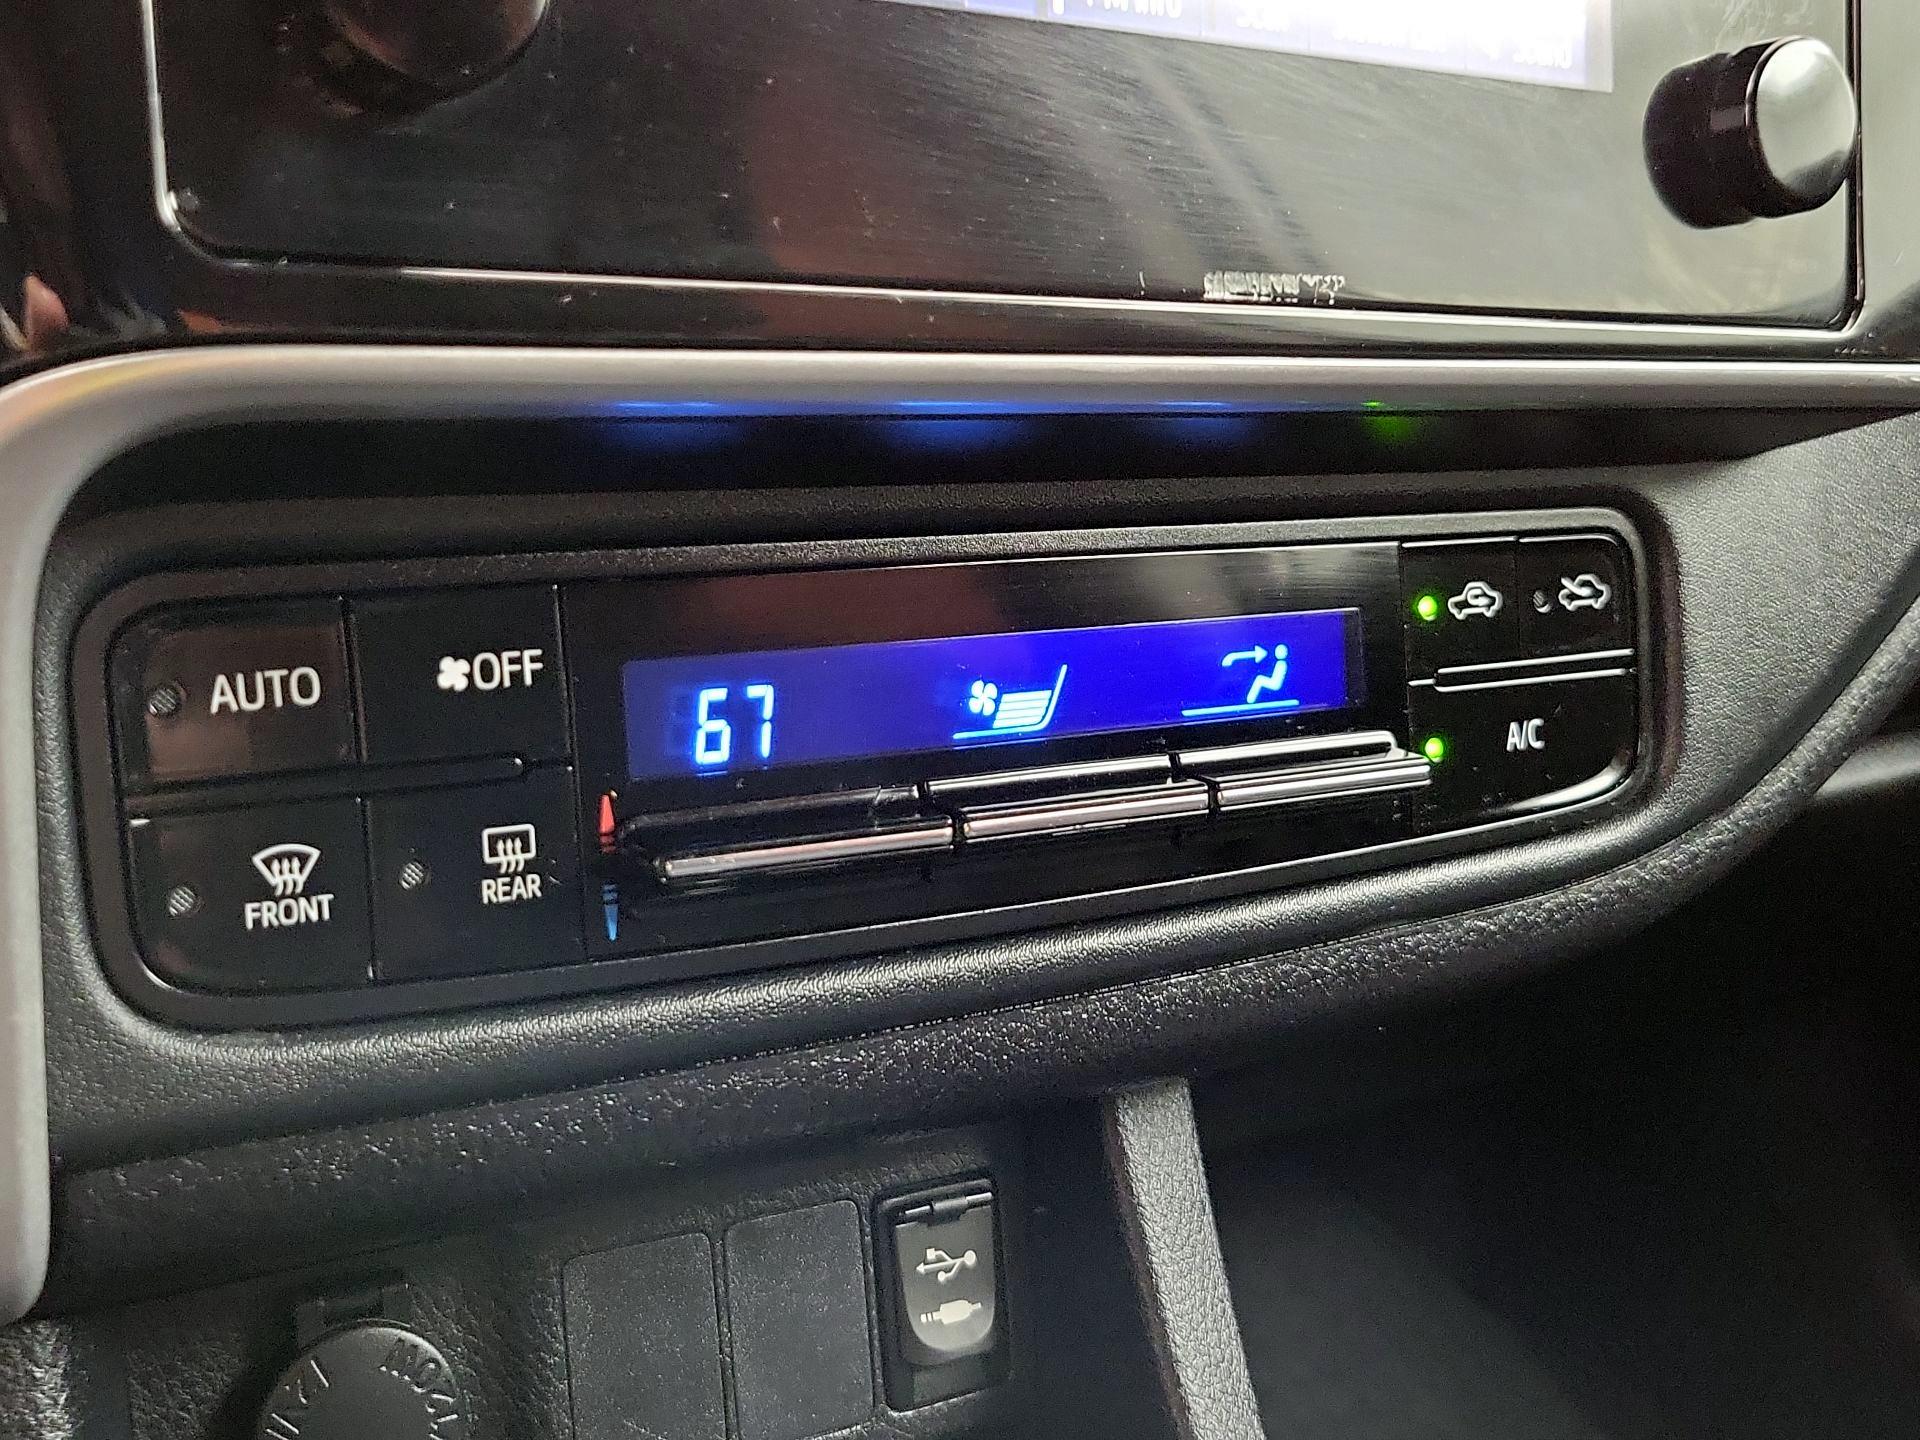 AUTO
OFF
67
A/C
FRONT
REAR